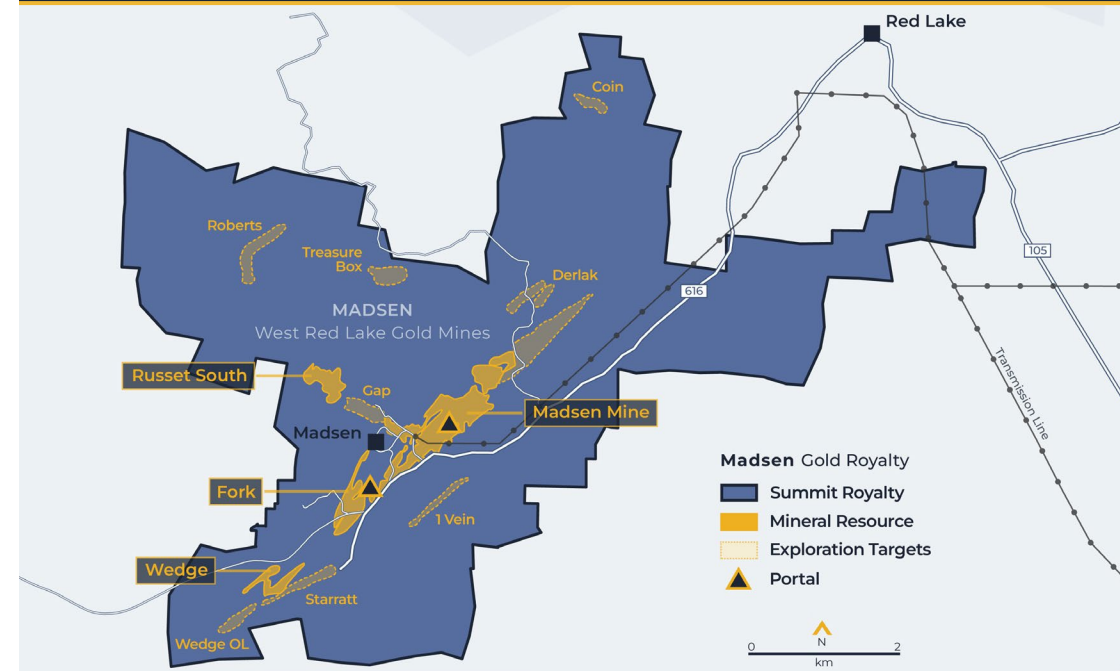 Red Lake
Coin
Roberts
Treasure
Box
Derlak
MADSEN
West Red Lake Gold Mines
616
105
Transmission Line
Russet South
Gap
Madsen Mine
Madsen
Fork
1 Vein
Wedge
Starratt
Wedge OL
Madsen Gold Royalty
Summit Royalty
Mineral Resource
Exploration Targets
Portal
N
0 2
km